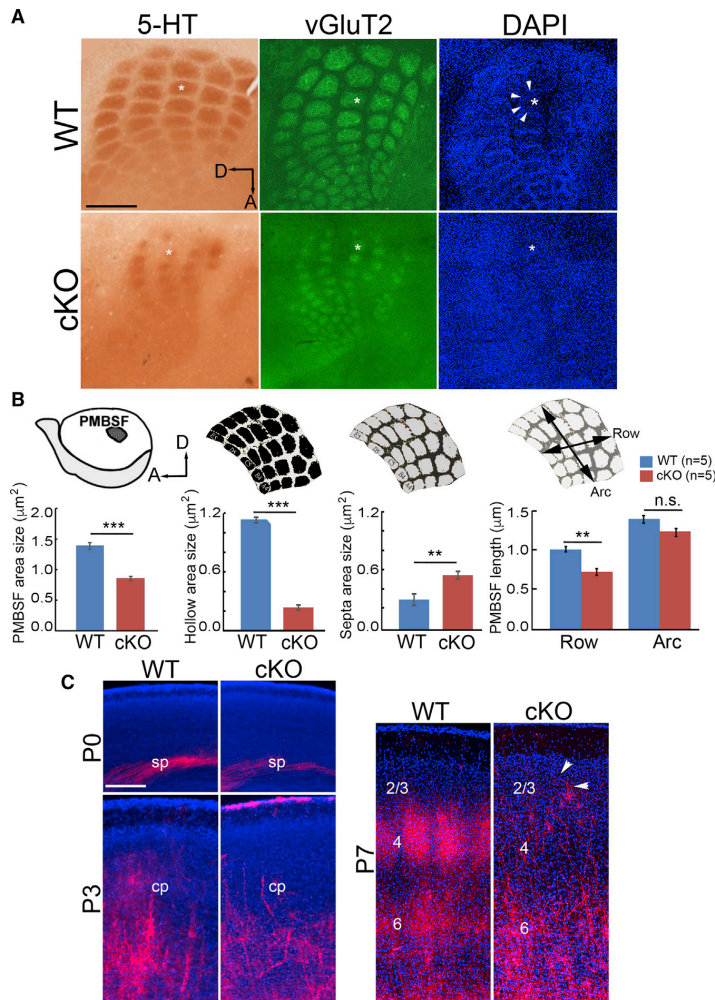 A
5-HT vGluT2 DAPI
WT
* * *
D
A
cKO
* * *
B
PMBSF
D
A
Row
Arc
WT (n=5)
cKO (n=5)
PMBSF area size (μm²)
2.0
1.5
1.0
0.5
0.0
***
WT cKO
Hollow area size (μm²)
1.2
0.6
0
***
WT cKO
Septa area size (μm²)
1.2
0.6
0
**
WT cKO
PMBSF length (μm)
1.5
1.0
0.5
0.0
** n.s.
Row Arc
C
WT cKO
P0
sp sp
P3
cp cp
WT cKO
P7
2/3 2/3
4 4
6 6